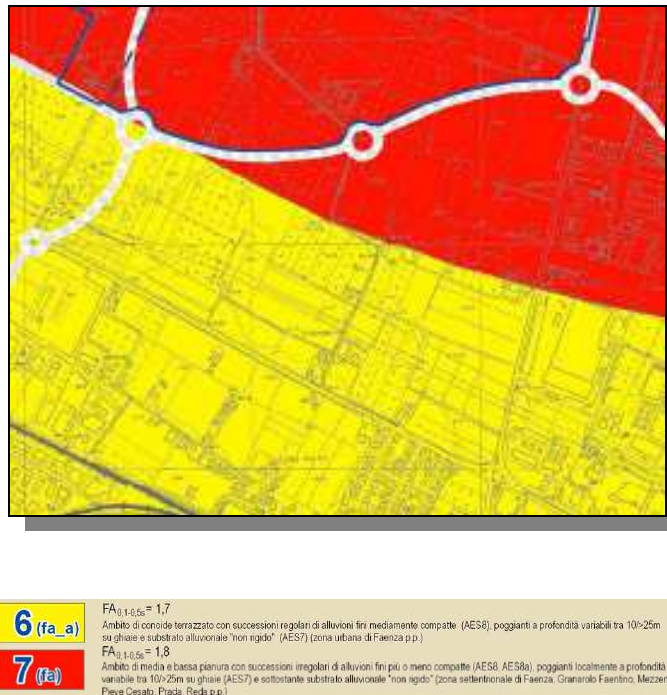 6 (fa_a)
FA0,1-0,5s = 1,7
Ambito di conoide terrazzato con successioni regolari di alluvioni fini mediamente compatte (AES8), poggianti a profondità variabili tra 10/>25m
su ghiaie e substrato alluvionale "non rigido" (AES7) (zona urbana di Faenza p.p.)
7 (fa)
FA0,1-0,5s = 1,8
Ambito di media e bassa pianura con successioni irregolari di alluvioni fini più o meno compatte (AES8, AES8a), poggianti localmente a profondità
variabile tra 10/>25m su ghiaie (AES7) e sottostante substrato alluvionale "non rigido" (zona settentrionale di Faenza, Granarolo Faentino, Mezzen
Pieve Cesato, Prada, Reda p.p.)